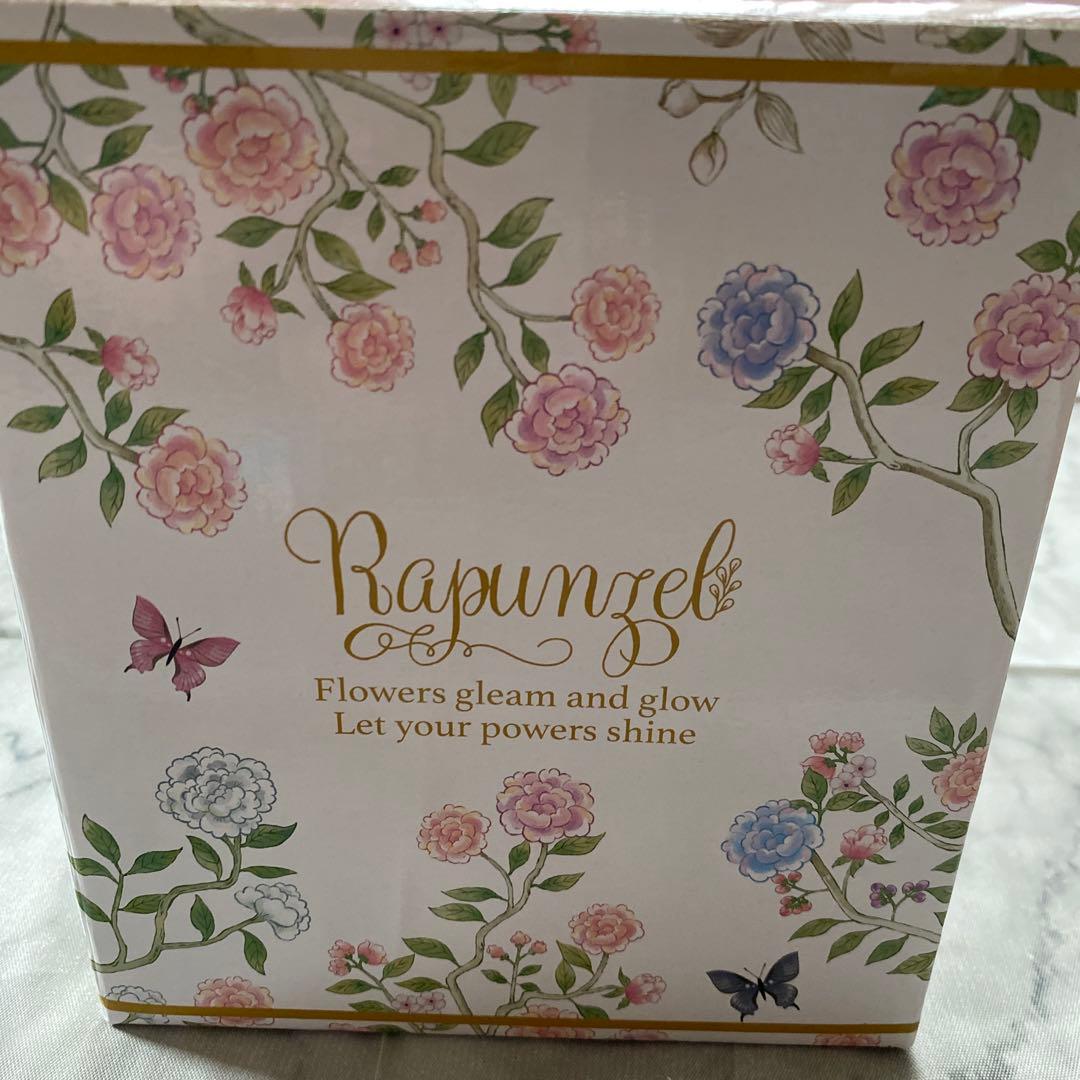 Rapunzel
Flowers gleam and glow
Let your powers shine